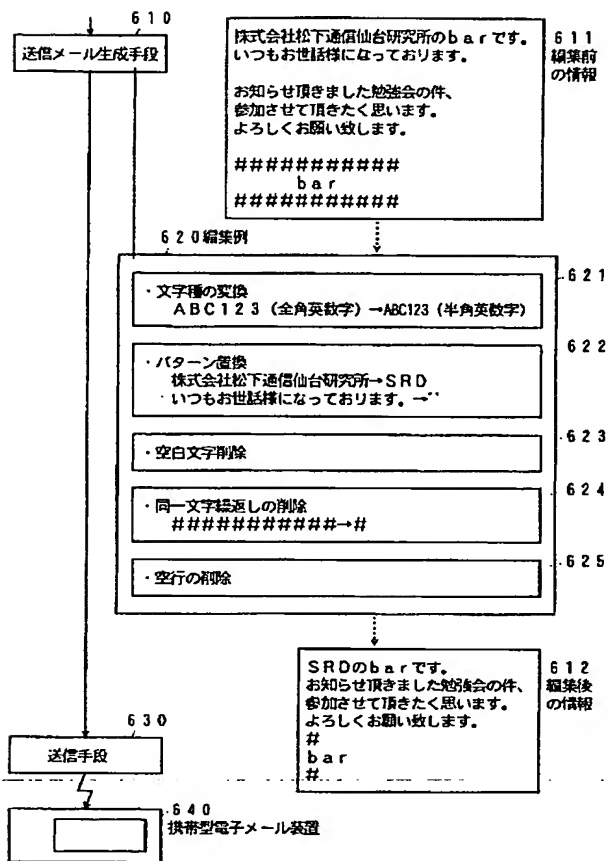 610
送信メール生成手段
株式会社松下通信仙台研究所のbarです。
いつもお世話様になっております。
お知らせ頂きました勉強会の件、
参加させて頂きたく思います。
よろしくお願い致します。
###########
bar
###########
611
編集前
の情報
620編集例
621
・文字種の変換
ABC123(全角英数字)→ABC123(半角英数字)
622
・パターン置換
株式会社松下通信仙台研究所→SRD
いつもお世話様になっております。→''
623
・空白文字削除
624
・同一文字繰返しの削除
###########→#
625
・空行の削除
SRDのbarです。
お知らせ頂きました勉強会の件、
参加させて頂きたく思います。
よろしくお願い致します。
#
bar
#
612
編集後
の情報
630
送信手段
640
携帯型電子メール装置